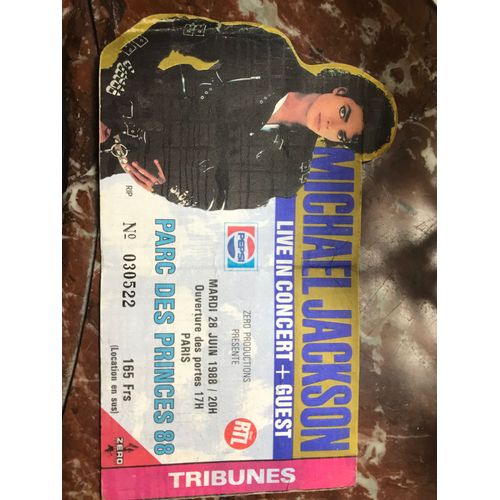 MICHAEL JACKSON
LIVE IN CONCERT + GUEST
PEPSI
ZERO PRODUCTIONS
PRESENTE
RTL
MARDI 28 JUIN 1988 / 20H
Ouverture des portes 17H
PARIS
PARC DES PRINCES 88
RIP
Nº 030522
165 Frs
(Location en sus)
ZERO
TRIBUNES